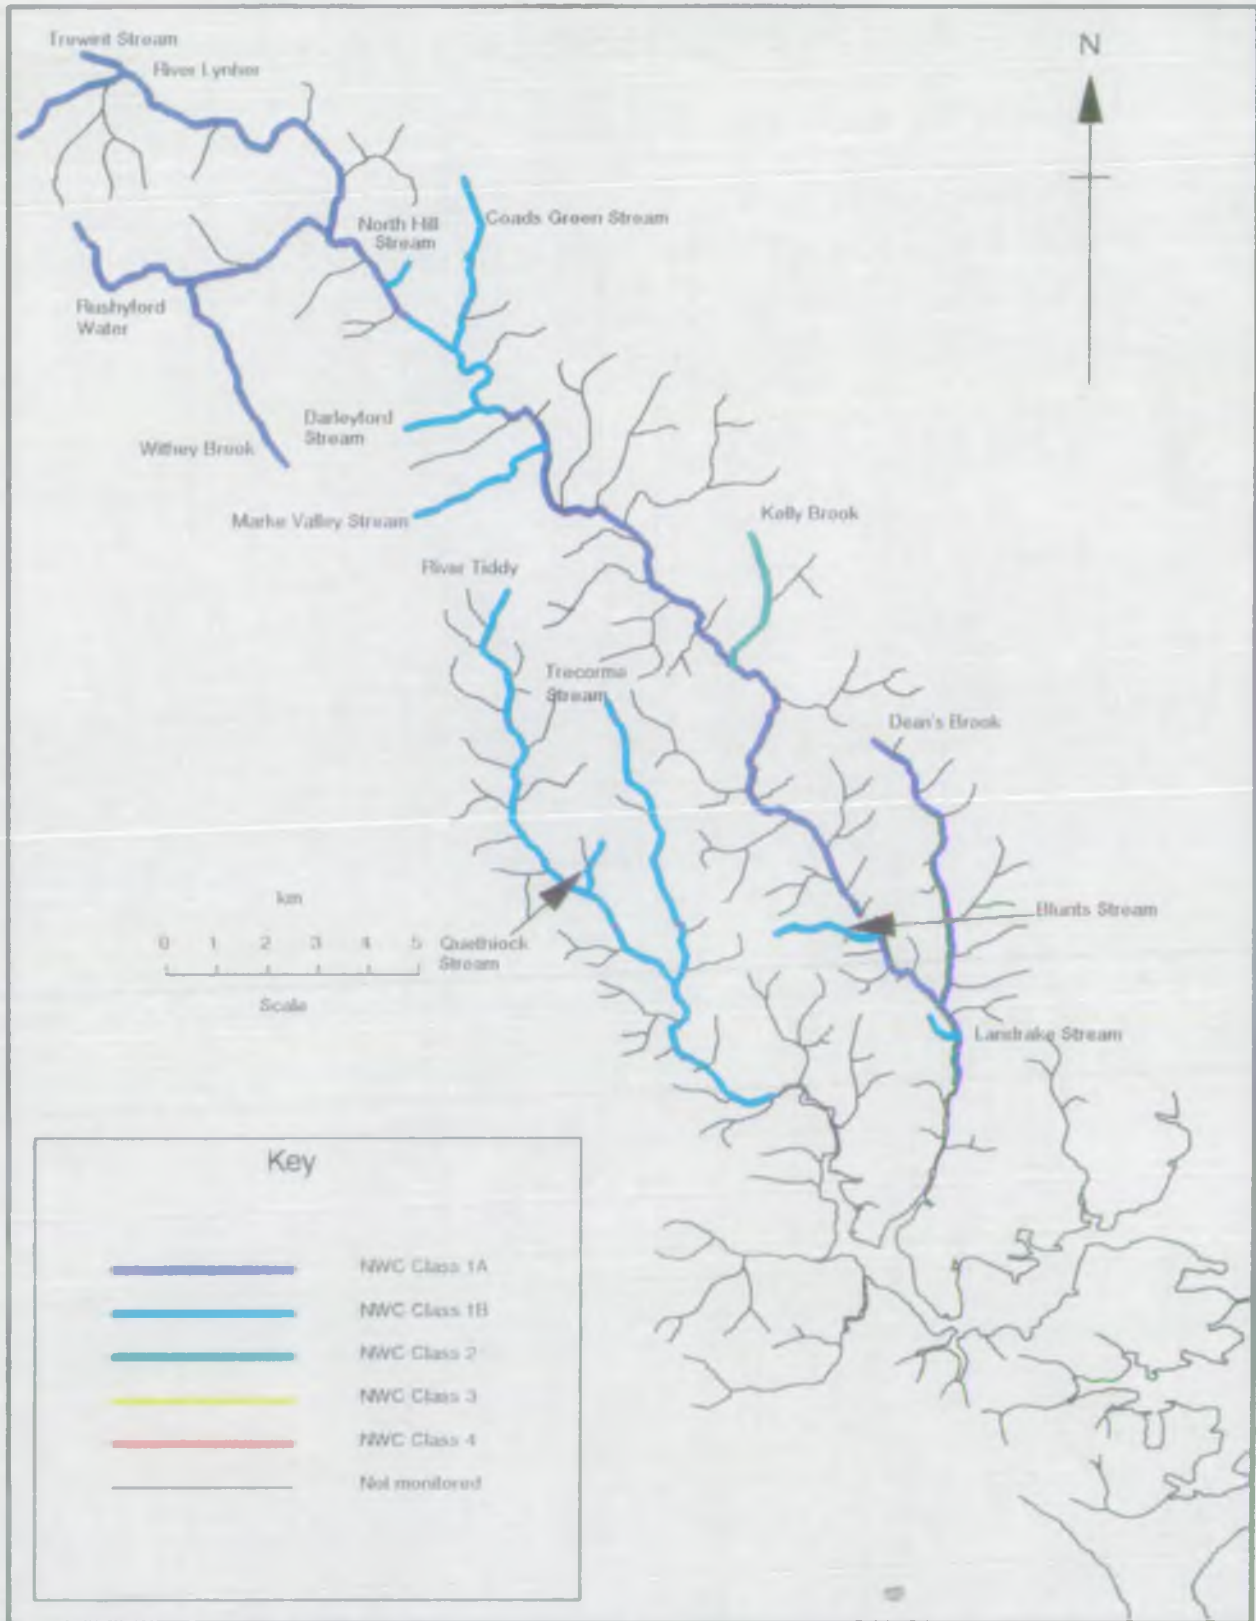 Trewint Stream
River Lynher
N
North Hill
Stream
Coads Green Stream
Rushyford
Water
Darleyford
Stream
Withey Brook
Marke Valley Stream
Kelly Brook
River Tiddy
Trecorme
Stream
Dean's Brook
km
0 1 2 3 4 5
Scale
Quethiock
Stream
Blunts Stream
Landrake Stream
Key
NWC Class 1A
NWC Class 1B
NWC Class 2
NWC Class 3
NWC Class 4
Not monitored